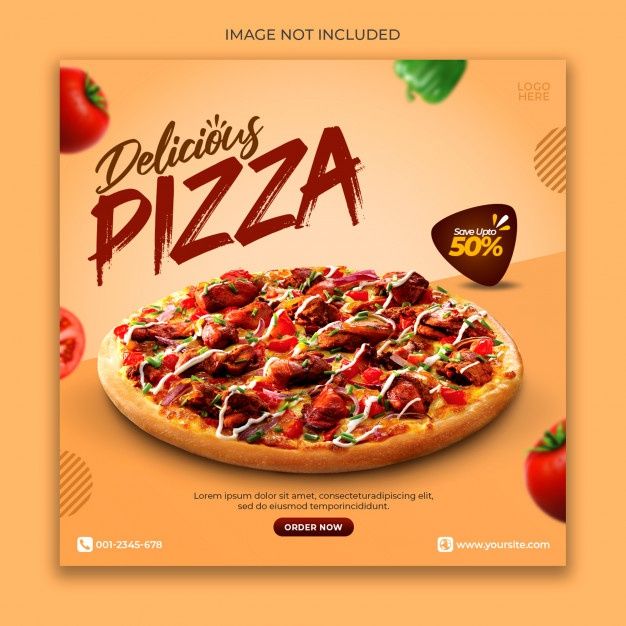 IMAGE NOT INCLUDED
LOGO
HERE
Delicious
PIZZA
Save Upto
50%
Lorem ipsum dolor sit amet, consecteturadipiscing
elit, sed do eiusmod tempor
ORDER NOW
001-2345-678
www.yoursite.com